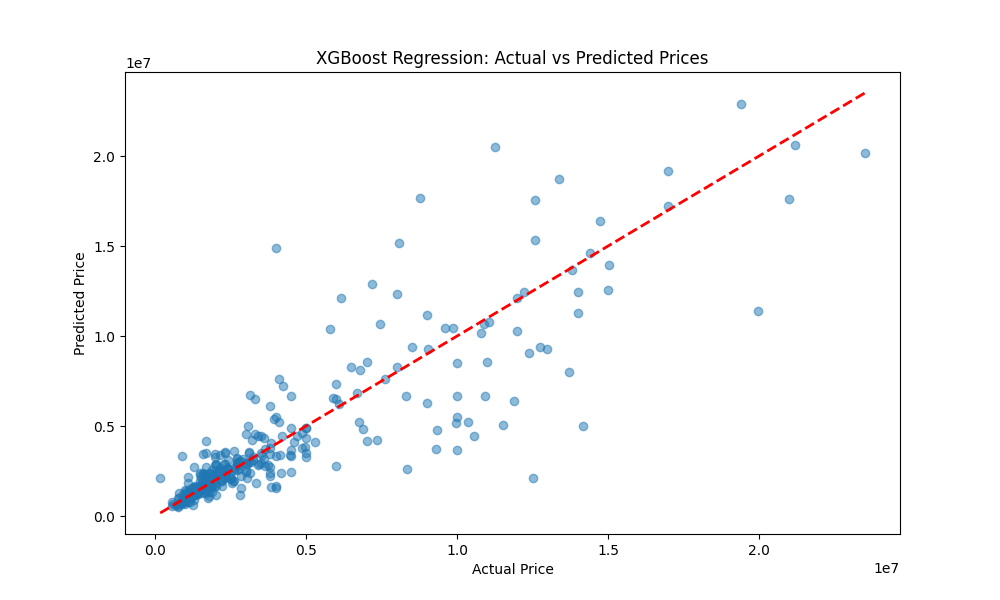 XGBoost Regression: Actual vs Predicted Prices
1e7
Predicted Price
2.0
1.5
1.0
0.5
0.0
0.0 0.5 1.0 1.5 2.0
Actual Price
1e7